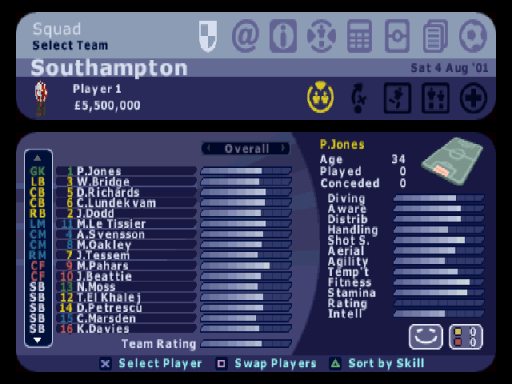 Squad
Select Team
Southampton
Sat 4 Aug '01
Player 1
£5,500,000
Overall
GK 1 P.Jones
LB 3 W.Bridge
CB 5 D.Richards
CB 6 C.Lundekvam
RB 2 J.Dodd
LM 11 M.Le Tissier
CM 4 A.Svensson
CM 8 M.Oakley
RM 7 J.Tessem
CF 9 M.Pahars
CF 10 J.Beattie
SB 13 N.Moss
SB 12 T.El Khalej
SB 14 D.Petrescu
SB 15 C.Marsden
SB 16 K.Davies
Team Rating
P.Jones
Age 34
Played 0
Conceded 0
Diving
Aware
Distrib
Handling
Shot S.
Aerial
Agility
Temp't
Fitness
Stamina
Rating
Intell
0
0
Select Player
Swap Players
Sort by Skill